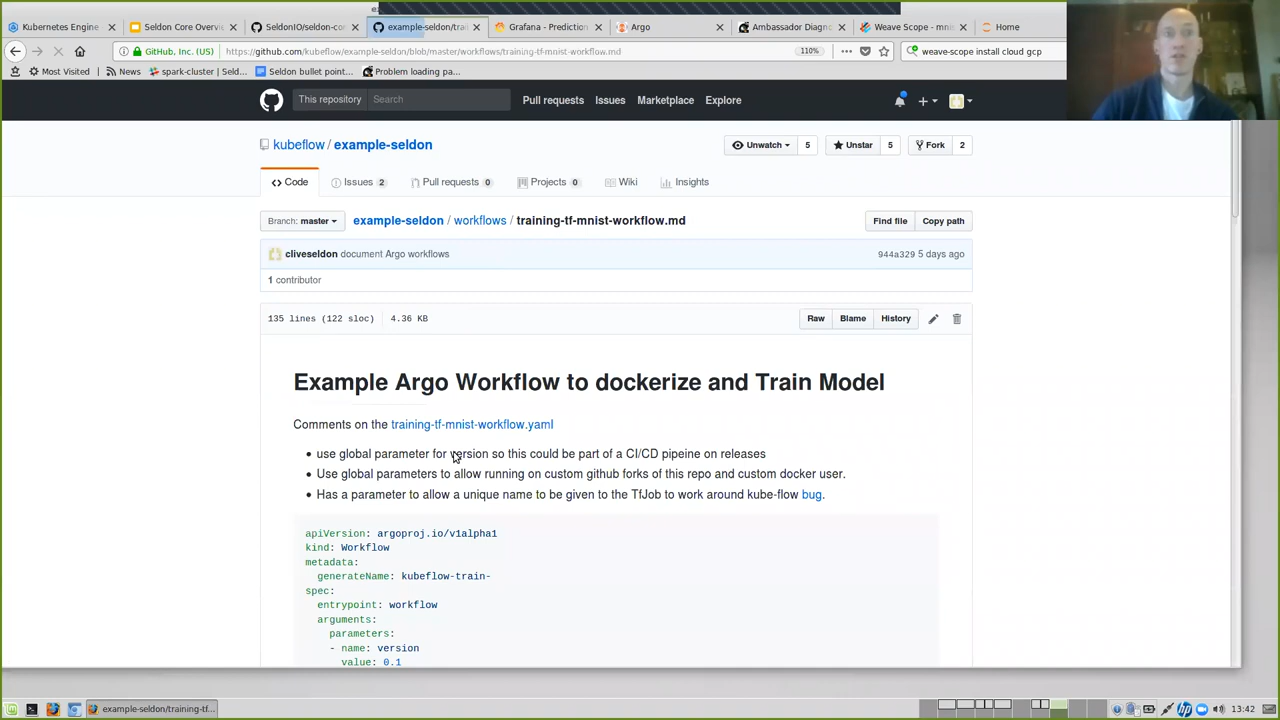 Kubernetes Engine
Seldon Core Overvi
SeldonIO/seldon-con
example-seldon/trai
Grafana - Prediction
Argo
Ambassador Diagno
Weave Scope - mni
Home
GitHub, Inc. (US)
https://github.com/kubeflow/example-seldon/blob/master/workflows/training-tf-mnist-workflow.md
110%
weave-scope install cloud gcp
Most Visited
News
spark-cluster | Seld...
Seldon bullet point...
Problem loading pa...
This repository
Search
Pull requests
Issues
Marketplace
Explore
kubeflow / example-seldon
Unwatch 5
Unstar 5
Fork 2
Code
Issues 2
Pull requests 0
Projects 0
Wiki
Insights
Branch: master
example-seldon / workflows / training-tf-mnist-workflow.md
Find file
Copy path
cliveseldon document Argo workflows
944a329 5 days ago
1 contributor
135 lines (122 sloc)
4.36 KB
Raw
Blame
History
Example Argo Workflow to dockerize and Train Model
Comments on the training-tf-mnist-workflow.yaml
• use global parameter for version so this could be part of a CI/CD pipeine on releases
• Use global parameters to allow running on custom github forks of this repo and custom docker user.
• Has a parameter to allow a unique name to be given to the TfJob to work around kube-flow bug.
apiVersion: argoproj.io/v1alpha1
kind: Workflow
metadata:
generateName: kubeflow-train-
spec:
entrypoint: workflow
arguments:
parameters:
- name: version
value: 0.1
example-seldon/training-tf...
13:42